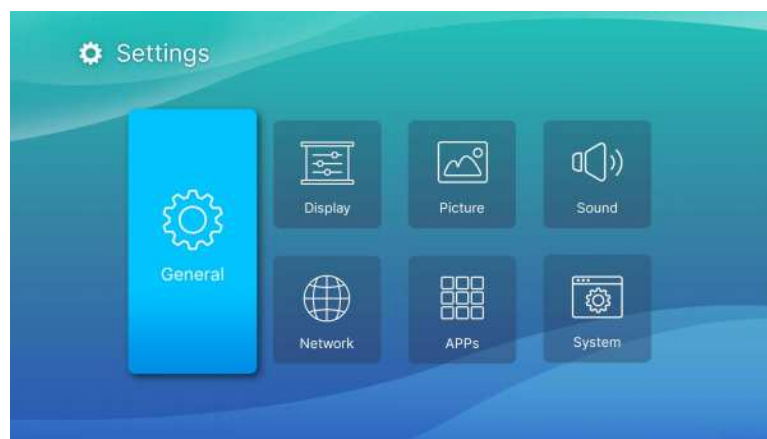 Settings
General
Display
Picture
Sound
Network
APPs
System